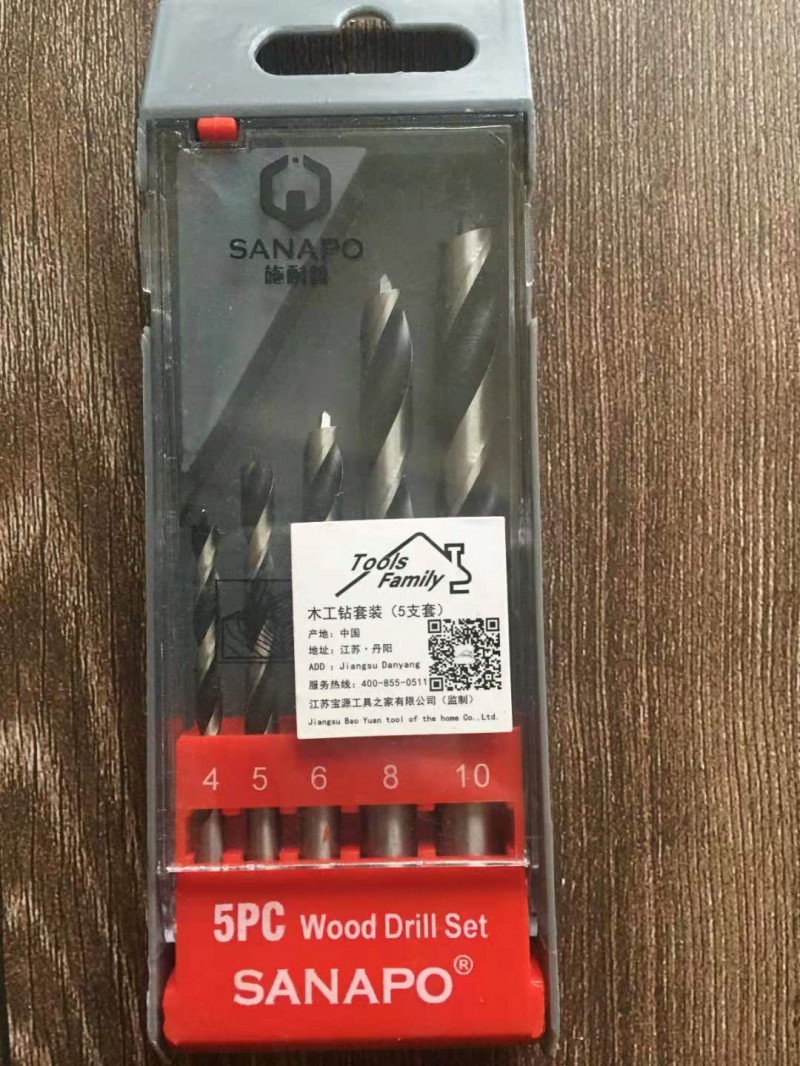 SANAPO
施耐普
Tools
Family
木工钻套装（5支套）
产地：中国
地址：江苏·丹阳
ADD：Jiangsu Danyang
服务热线：400-855-0511
江苏宝源工具之家有限公司（监制）
Jiangsu Bao Yuan tool of the home Co.,Ltd.
4 5 6 8 10
5PC Wood Drill Set
SANAPO®